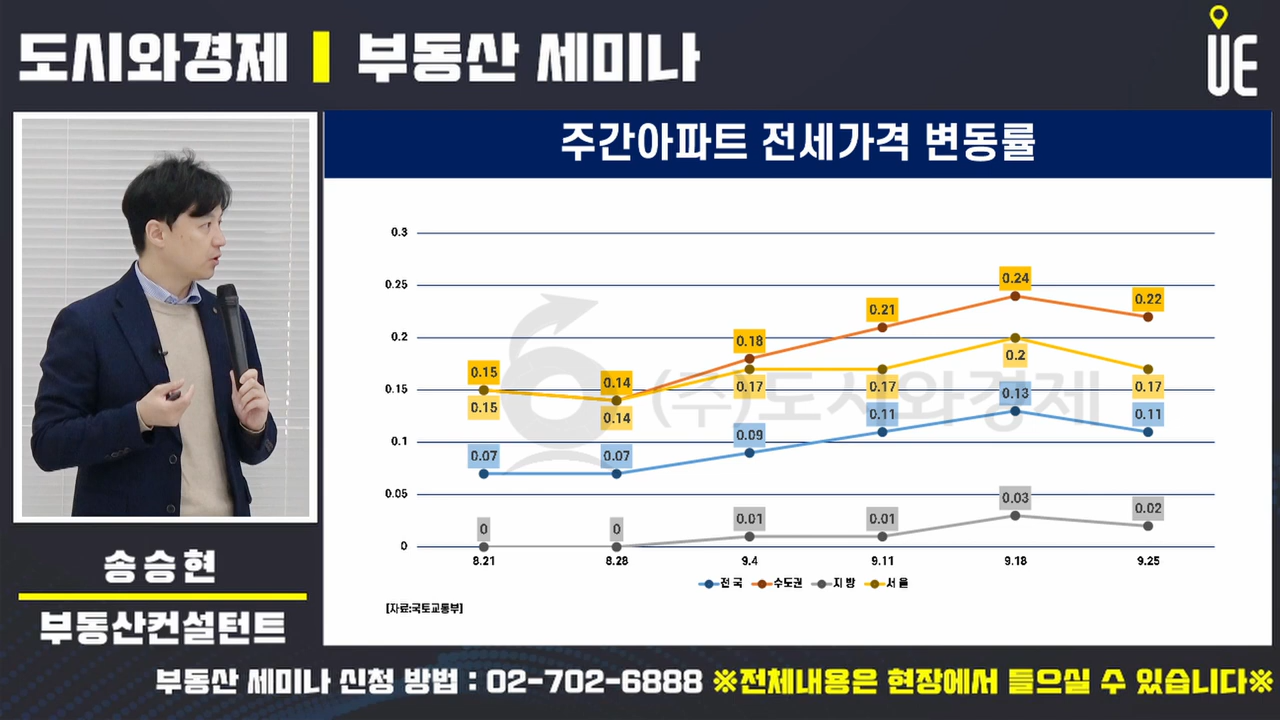 도시와경제 | 부동산 세미나
UE
주간아파트 전세가격 변동률
0.3
0.25
0.2
0.15
0.1
0.05
0
0.15 0.14 0.18 0.21 0.24 0.22
0.15 0.14 0.17 0.17 0.2 0.17
0.07 0.07 0.09 0.11 0.13 0.11
0 0 0.01 0.01 0.03 0.02
(주)도시와경제
8.21 8.28 9.4 9.11 9.18 9.25
전 국 수도권 지 방 서 울
[자료:국토교통부]
송승현
부동산컨설턴트
부동산 세미나 신청 방법 : 02-702-6888 ※전체내용은 현장에서 들으실 수 있습니다※